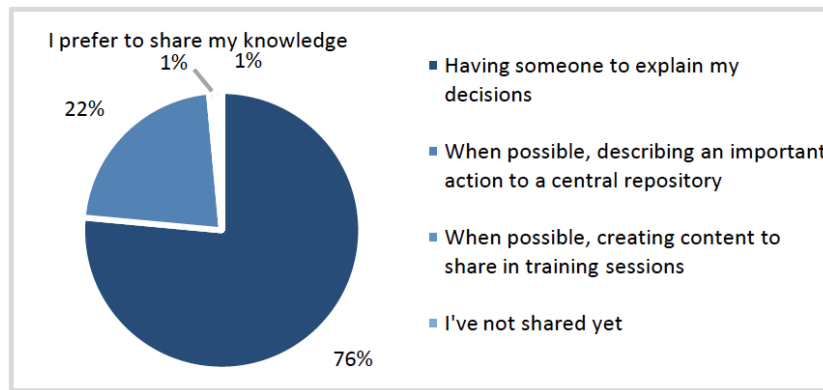 I prefer to share my knowledge
1%
1%
22%
76%
Having someone to explain my
decisions
When possible, describing an important
action to a central repository
When possible, creating content to
share in training sessions
I've not shared yet